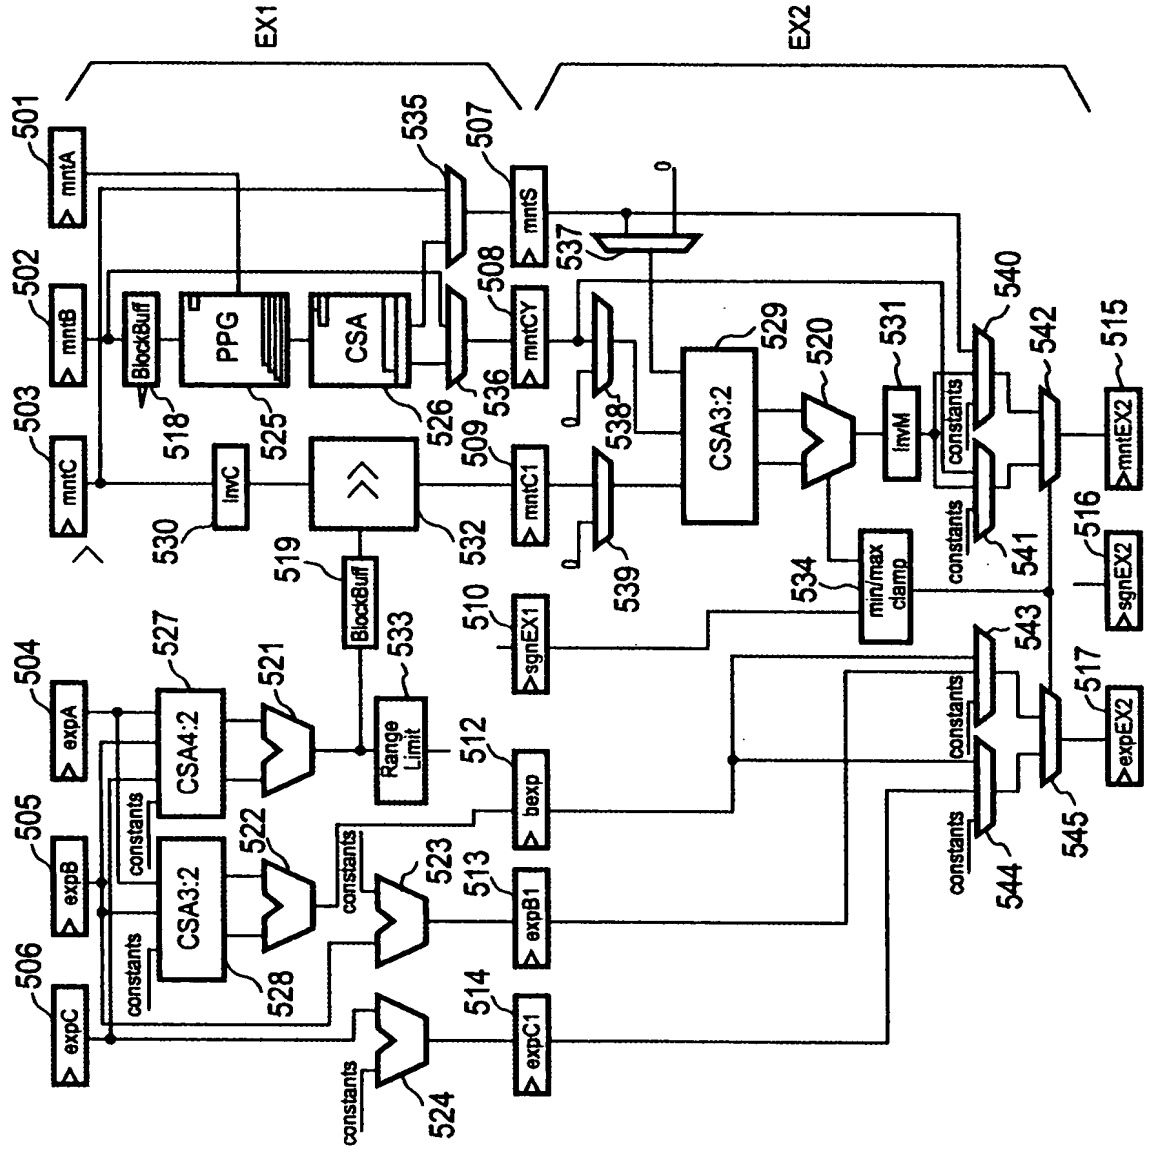 506
505
504
503
502
501
expC
expB
expA
mntC
mntB
mntA
EX1
constants
constants
CSA3:2
528
CSA4:2
527
BlockBuff
518
InvC
530
PPG
525
522
521
519
BlockBuff
>>
532
CSA
526
535
constants
524
constants
523
Range
Limit
533
536
514
513
512
510
509
508
507
expC1
expB1
bexp
sgnEX1
mntC1
mntCY
mntS
EX2
0
539
0
538
537
0
CSA3:2
529
520
534
min/max
clamp
InvM
531
constants
544
constants
543
constants
541
constants
540
545
542
517
516
515
expEX2
sgnEX2
mntEX2